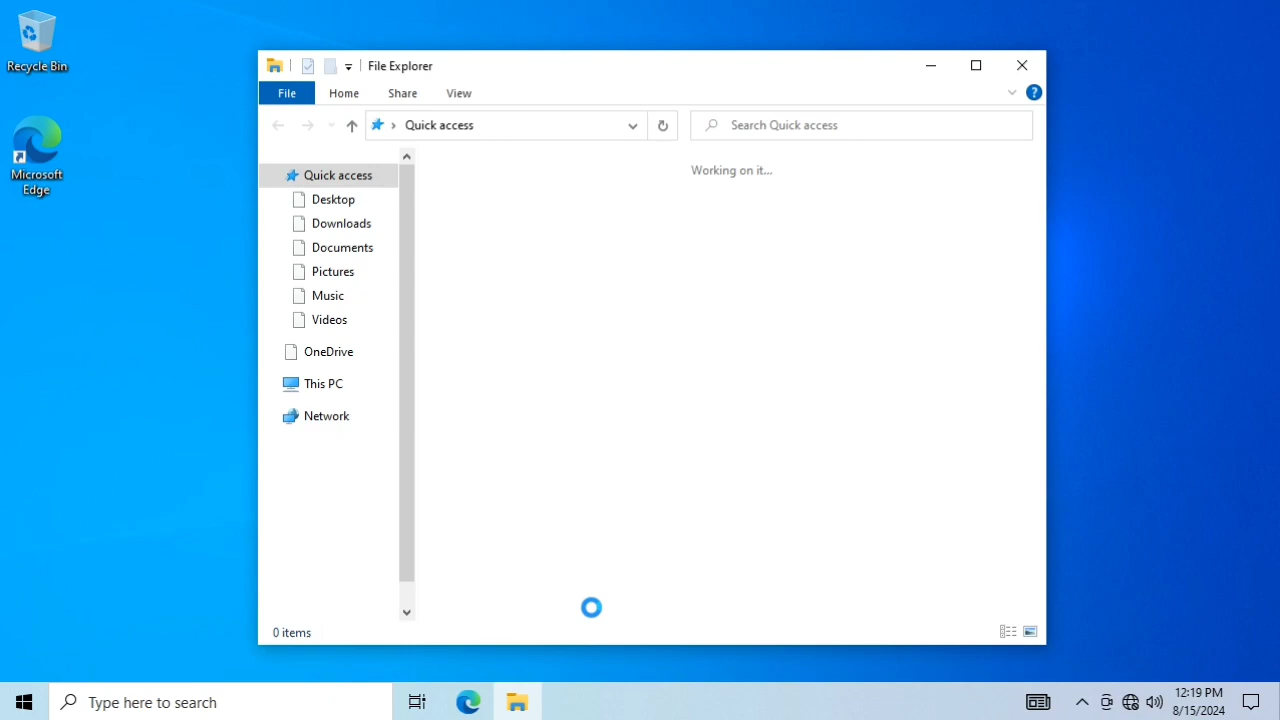 Recycle Bin
Microsoft
Edge
File Explorer
File
Home
Share
View
?
Quick access
Search Quick access
Quick access
Desktop
Downloads
Documents
Pictures
Music
Videos
OneDrive
This PC
Network
Working on it...
0 items
Type here to search
12:19 PM
8/15/2024